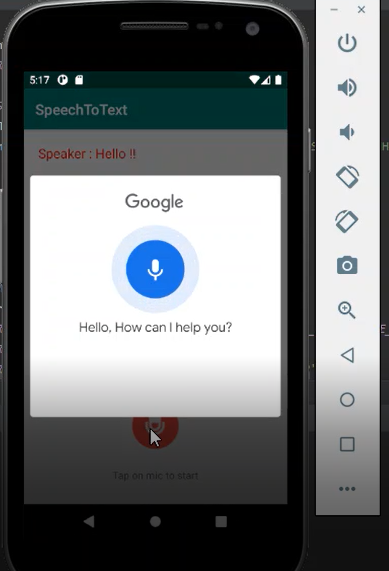 5:17
SpeechToText
Speaker : Hello !!
Google
Hello, How can I help you?
Tap on mic to start